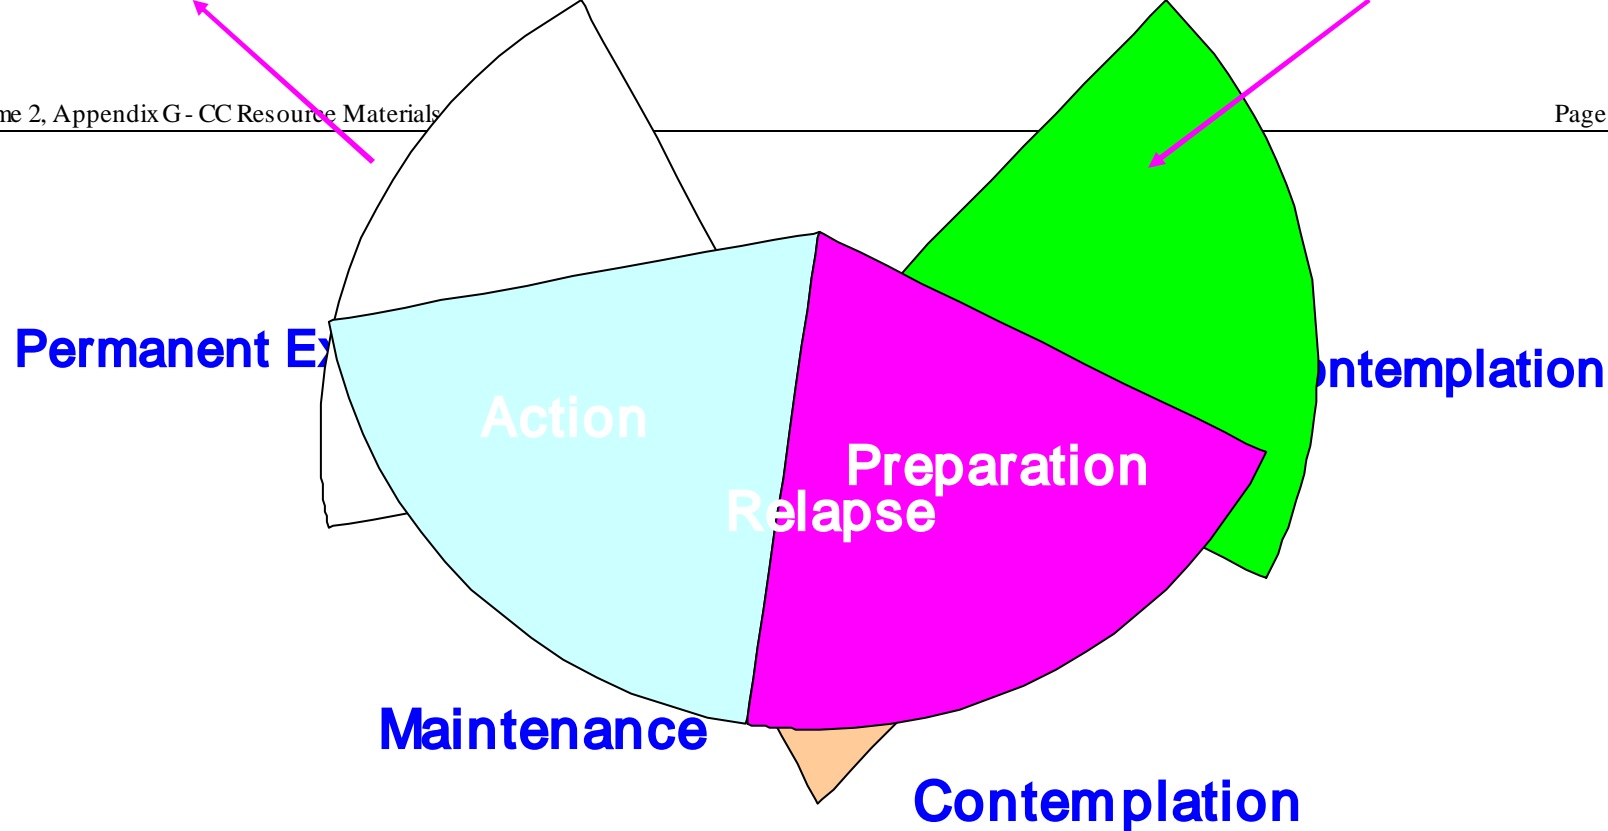 me 2, Appendix G - CC Resource Materials
Page
Permanent Ex
ontemplation
Action
Preparation
Relapse
Maintenance
Contemplation